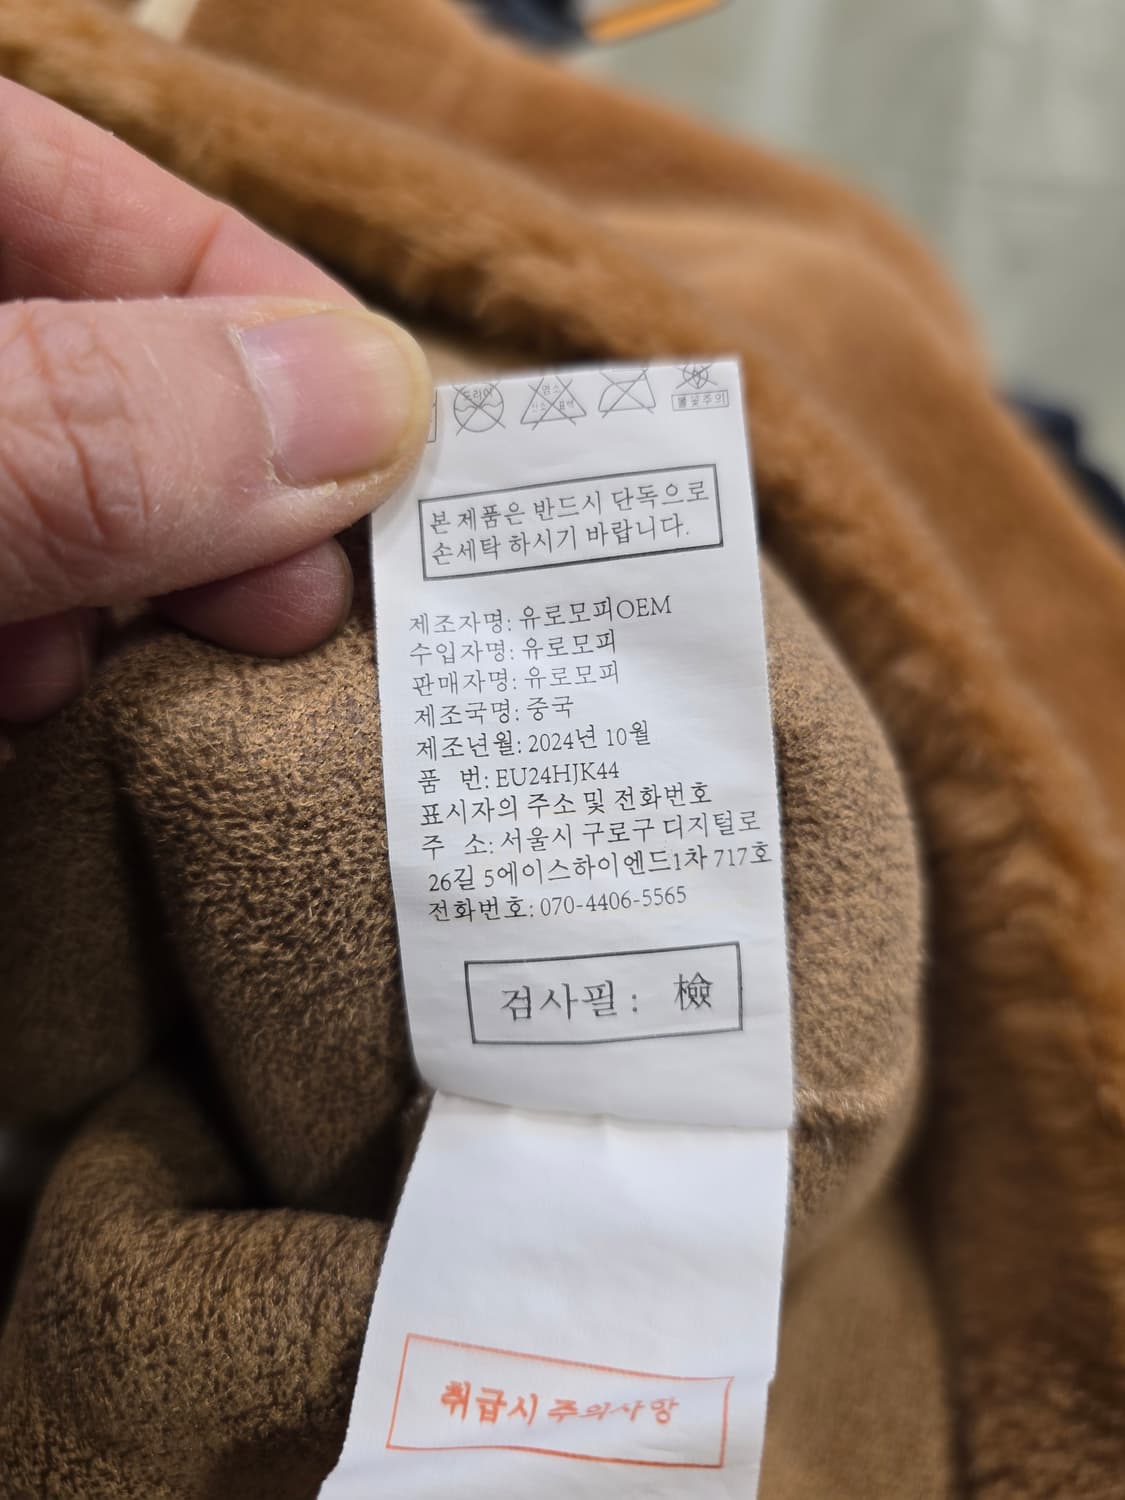 드라이
염소
산소표백
불꽃주의
본 제품은 반드시 단독으로
손세탁 하시기 바랍니다.
제조자명: 유로모피OEM
수입자명: 유로모피
판매자명: 유로모피
제조국명: 중국
제조년월: 2024년 10월
품 번: EU24HJK44
표시자의 주소 및 전화번호
주 소: 서울시 구로구 디지털로
26길 5에이스하이엔드1차 717호
전화번호: 070-4406-5565
검사필: 檢
취급시 주의사항